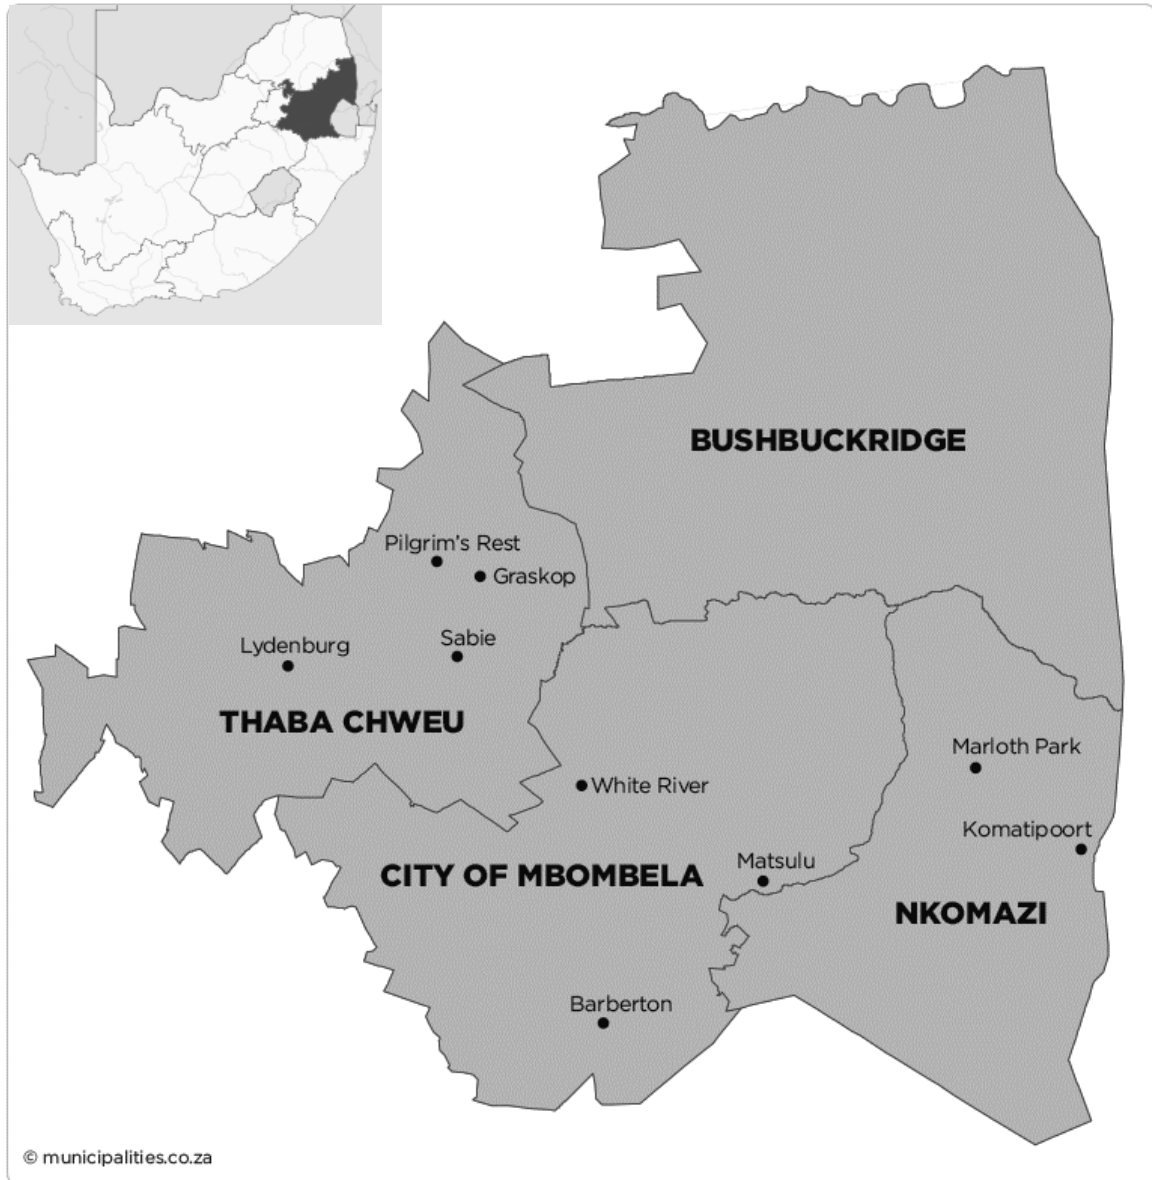 BUSHBUCKRIDGE
Pilgrim's Rest
Graskop
Lydenburg
Sabie
THABA CHWEU
Marloth Park
White River
Komatipoort
Matsulu
CITY OF MBOMBELA
NKOMAZI
Barberton
© municipalities.co.za